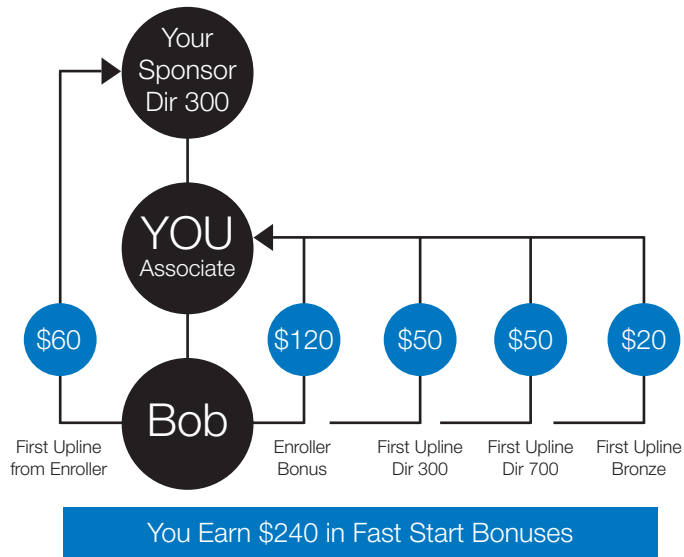 Your
Sponsor
Dir 300
YOU
Associate
$60
$120
$50
$50
$20
Bob
First Upline
from Enroller
Enroller
Bonus
First Upline
Dir 300
First Upline
Dir 700
First Upline
Bronze
You Earn $240 in Fast Start Bonuses